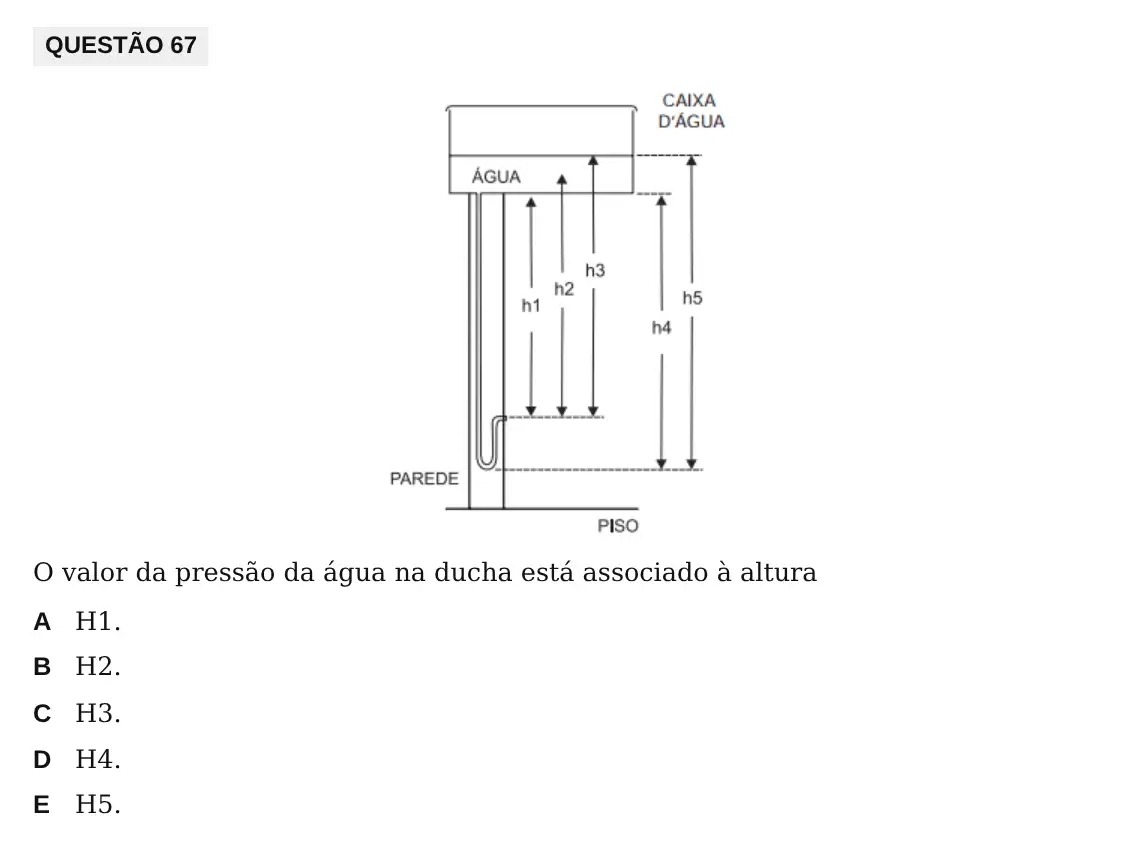 QUESTÃO 67
CAIXA
D'ÁGUA
ÁGUA
h3
h2
h5
h1
h4
PAREDE
PISO
O valor da pressão da água na ducha está associado à altura
A H1.
B H2.
C H3.
D H4.
E H5.